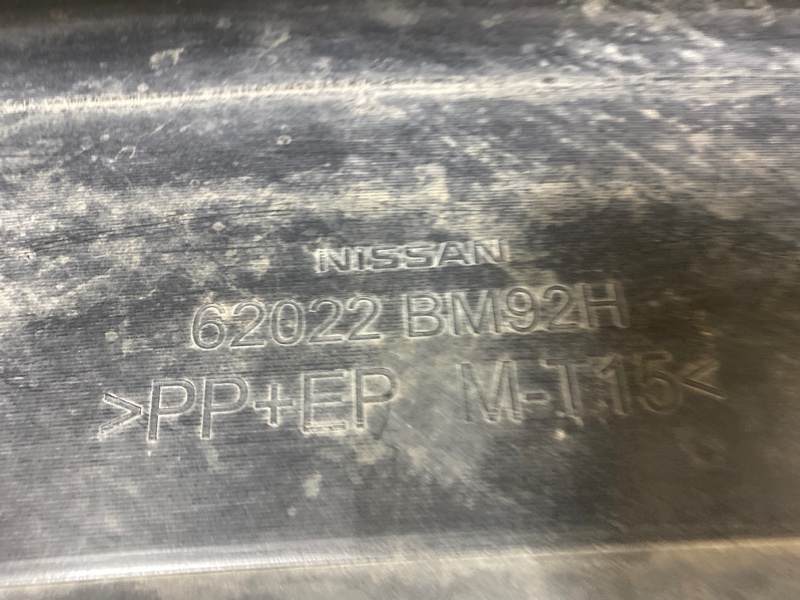 NISSAN
62022 BM92H
>PP+EP M-T15<